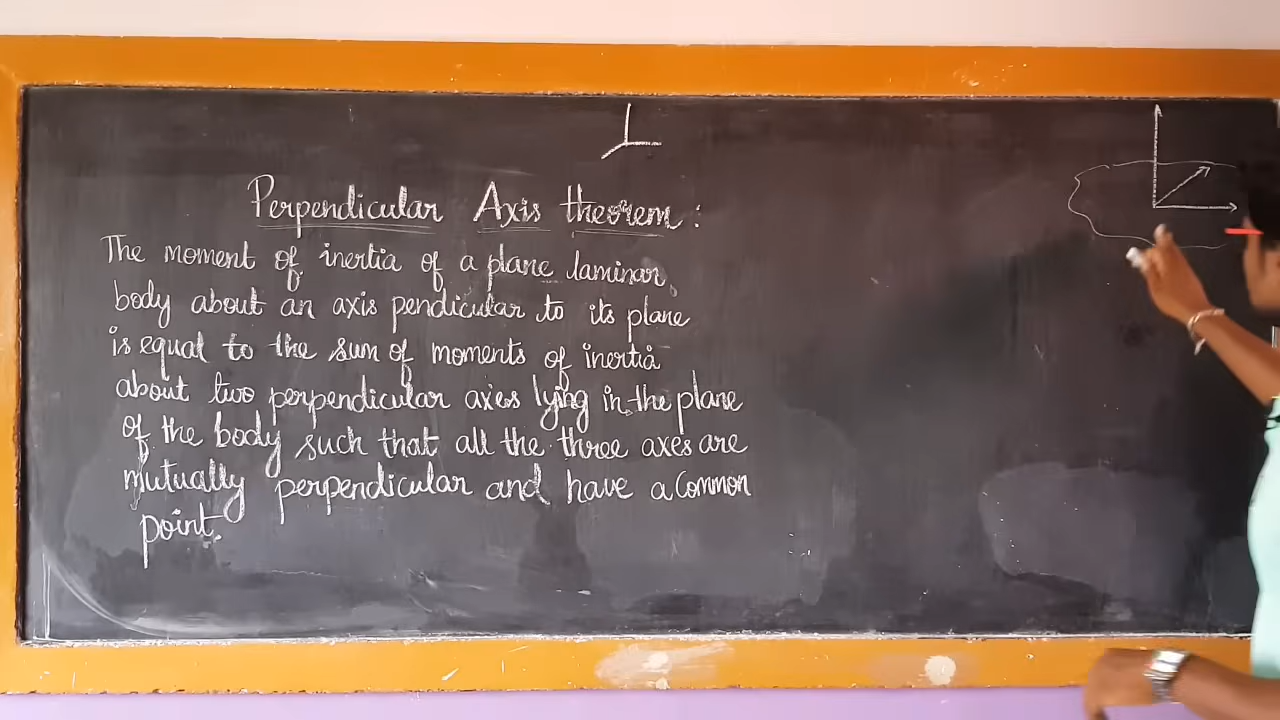 Perpendicular Axis theorem :
The moment of inertia of a plane laminar
body about an axis pendicular to its plane
is equal to the sum of moments of inertia
about two perpendicular axes lying in the plane
of the body such that all the three axes are
mutually perpendicular and have a common
point.